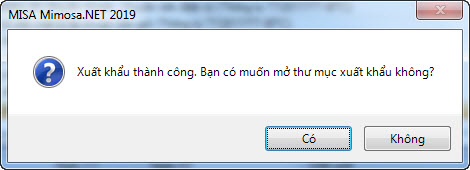 MISA Mimosa.NET 2019
Xuất khẩu thành công. Bạn có muốn mở thư mục xuất khẩu không?
Có
Không